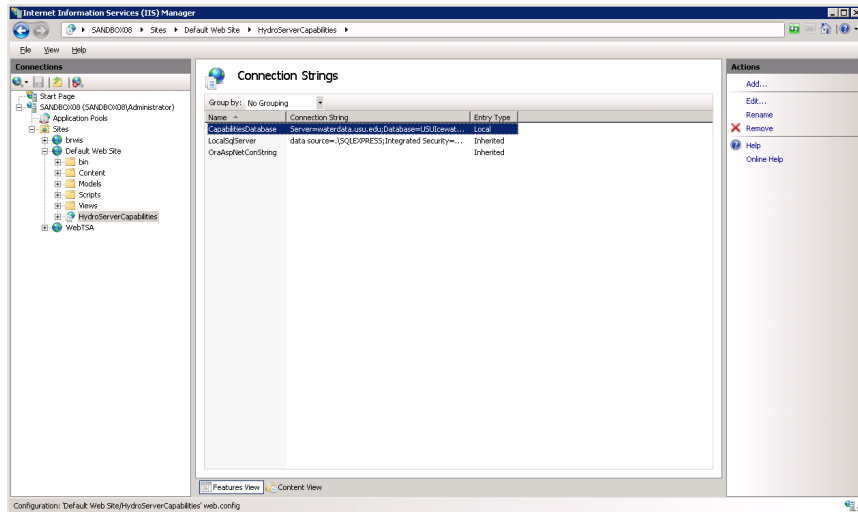 Internet Information Services (IIS) Manager
SANDBOX08 Sites Default Web Site HydroServerCapabilities
File View Help
Connections
Start Page
SANDBOX08 (SANDBOX08\Administrator)
Application Pools
Sites
brwis
Default Web Site
bin
Content
Models
Scripts
Views
HydroServerCapabilities
WebTSA
Connection Strings
Group by: No Grouping
Name Connection String Entry Type
CapabilitiesDatabase Server=waterdata.usu.edu;Database=USUIcewat... Local
LocalSqlServer data source=.\SQLEXPRESS;Integrated Security=... Inherited
OraAspNetConString Inherited
Features View Content View
Actions
Add...
Edit...
Rename
Remove
Help
Online Help
Configuration: 'Default Web Site/HydroServerCapabilities' web.config